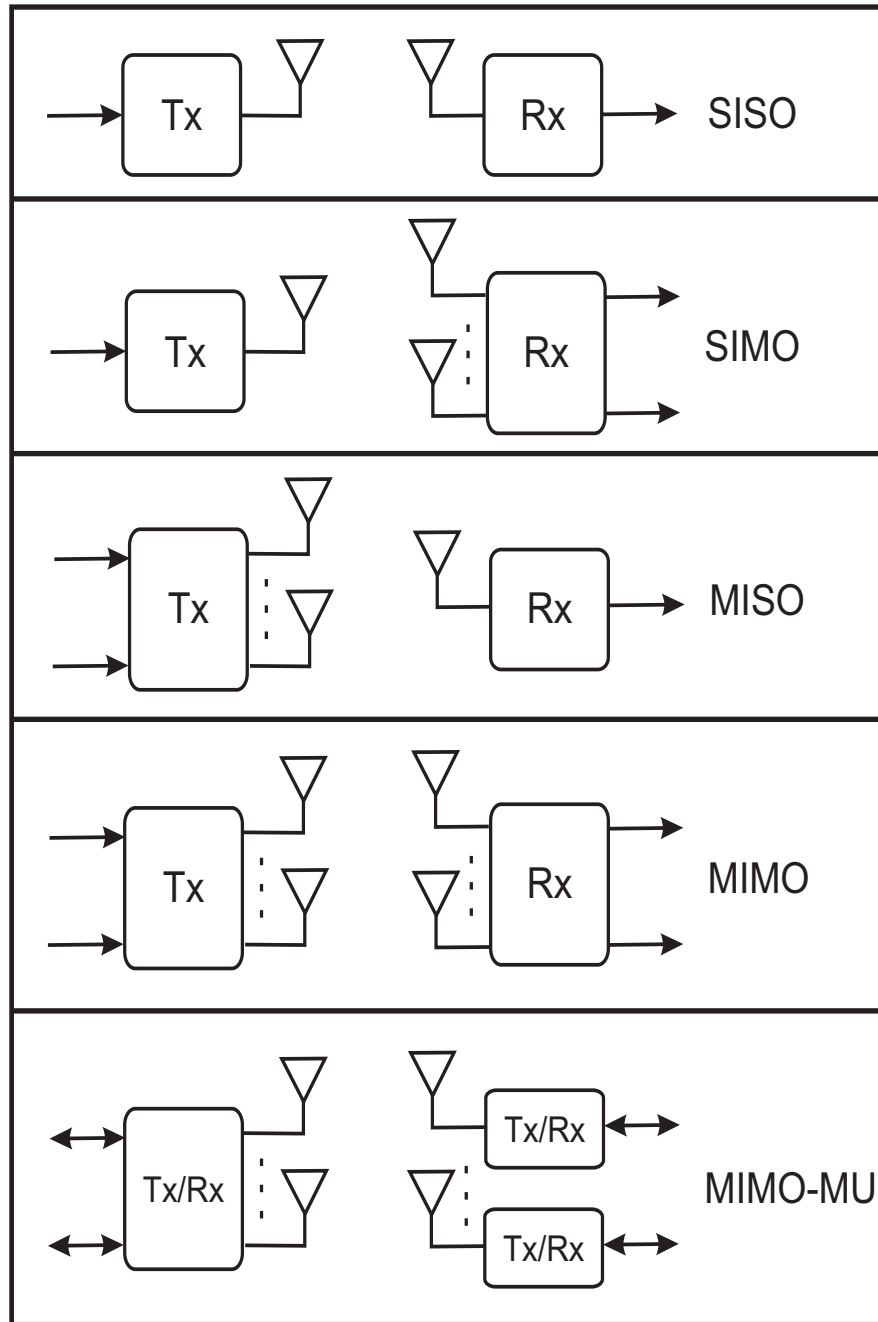 Tx Rx SISO
Tx Rx SIMO
Tx Rx MISO
Tx Rx MIMO
Tx/Rx Tx/Rx MIMO-MU
Tx/Rx